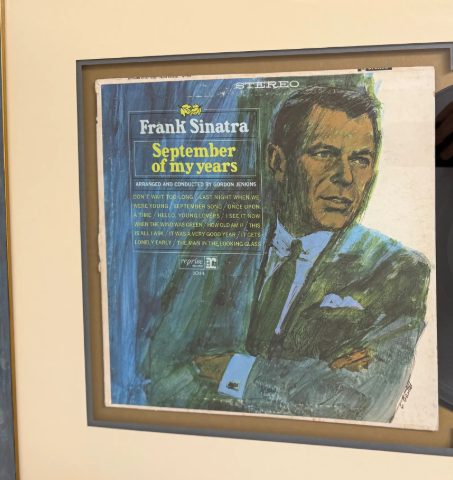 STEREO
Frank Sinatra
September
of my years
ARRANGED AND CONDUCTED BY GORDON JENKINS
DON'T WAIT TOO LONG / LAST NIGHT WHEN WE
WERE YOUNG / SEPTEMBER SONG / ONCE UPON
A TIME / HELLO, YOUNG LOVERS / I SEE IT NOW
WHEN THE WIND WAS GREEN / HOW OLD AM I? / THIS
IS ALL I ASK / IT WAS A VERY GOOD YEAR / IT GETS
LONELY EARLY / THE MAN IN THE LOOKING GLASS
reprise